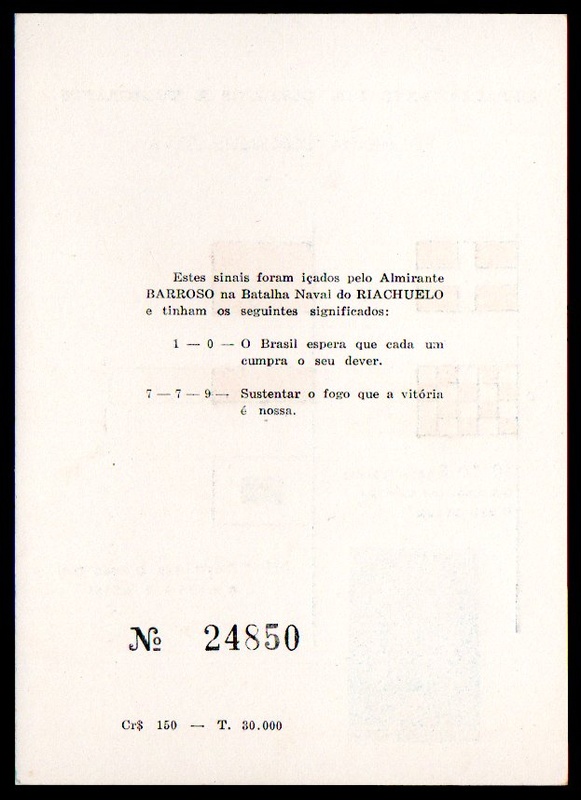 Estes sinais foram içados pelo Almirante
BARROSO na Batalha Naval do RIACHUELO
e tinham os seguintes significados:
1 — 0 — O Brasil espera que cada um
cumpra o seu dever.
7 — 7 — 9 — Sustentar o fogo que a vitória
é nossa.
Nº 24850
Cr$ 150 — T. 30.000